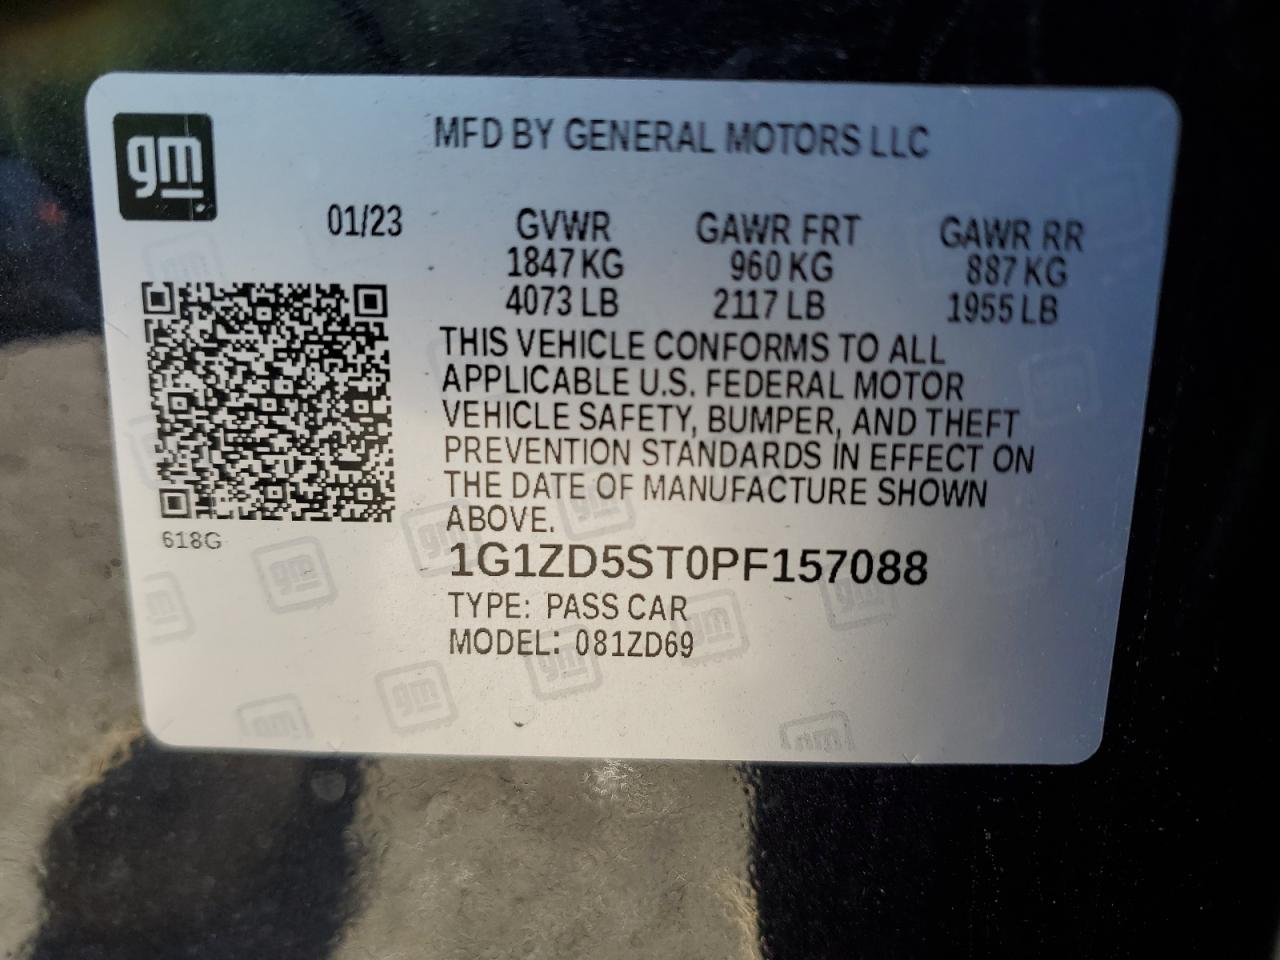 gm
MFD BY GENERAL MOTORS LLC
01/23
GVWR GAWR FRT GAWR RR
1847 KG 960 KG 887 KG
4073 LB 2117 LB 1955 LB
THIS VEHICLE CONFORMS TO ALL
APPLICABLE U.S. FEDERAL MOTOR
VEHICLE SAFETY, BUMPER, AND THEFT
PREVENTION STANDARDS IN EFFECT ON
THE DATE OF MANUFACTURE SHOWN
ABOVE.
618G
1G1ZD5ST0PF157088
TYPE: PASS CAR
MODEL: 081ZD69